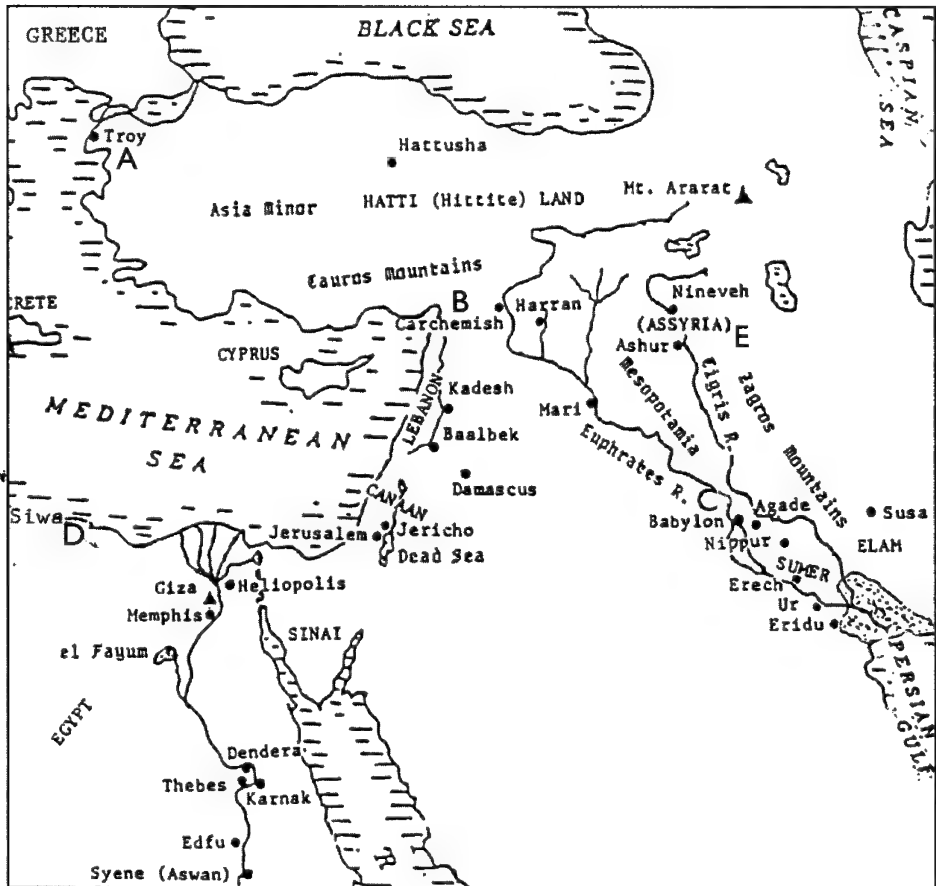 GREECE
BLACK SEA
CASPIAN
SEA
Troy
A
Hattusha
Asia Minor
HATTI (Hittite) LAND
Mt. Ararat
Tauros Mountains
CRETE
B
Carchemish
Harran
Nineveh
(ASSYRIA)
E
Ashur
CYPRUS
LEBANON
Kadesh
Mari
Mesopotamia
Tigris R.
Zagros Mountains
MEDITERRANEAN
SEA
Baalbek
Euphrates R.
Damascus
CANAAN
Siwa
D
Jerusalem
Jericho
Dead Sea
C
Agade
Babylon
Susa
Nippur
ELAM
SUMER
Erech
Ur
Eridu
PERSIAN
GULF
Giza
Heliopolis
Memphis
SINAI
el Fayum
EGYPT
Dendera
Thebes
Karnak
Edfu
Syene (Aswan)
R